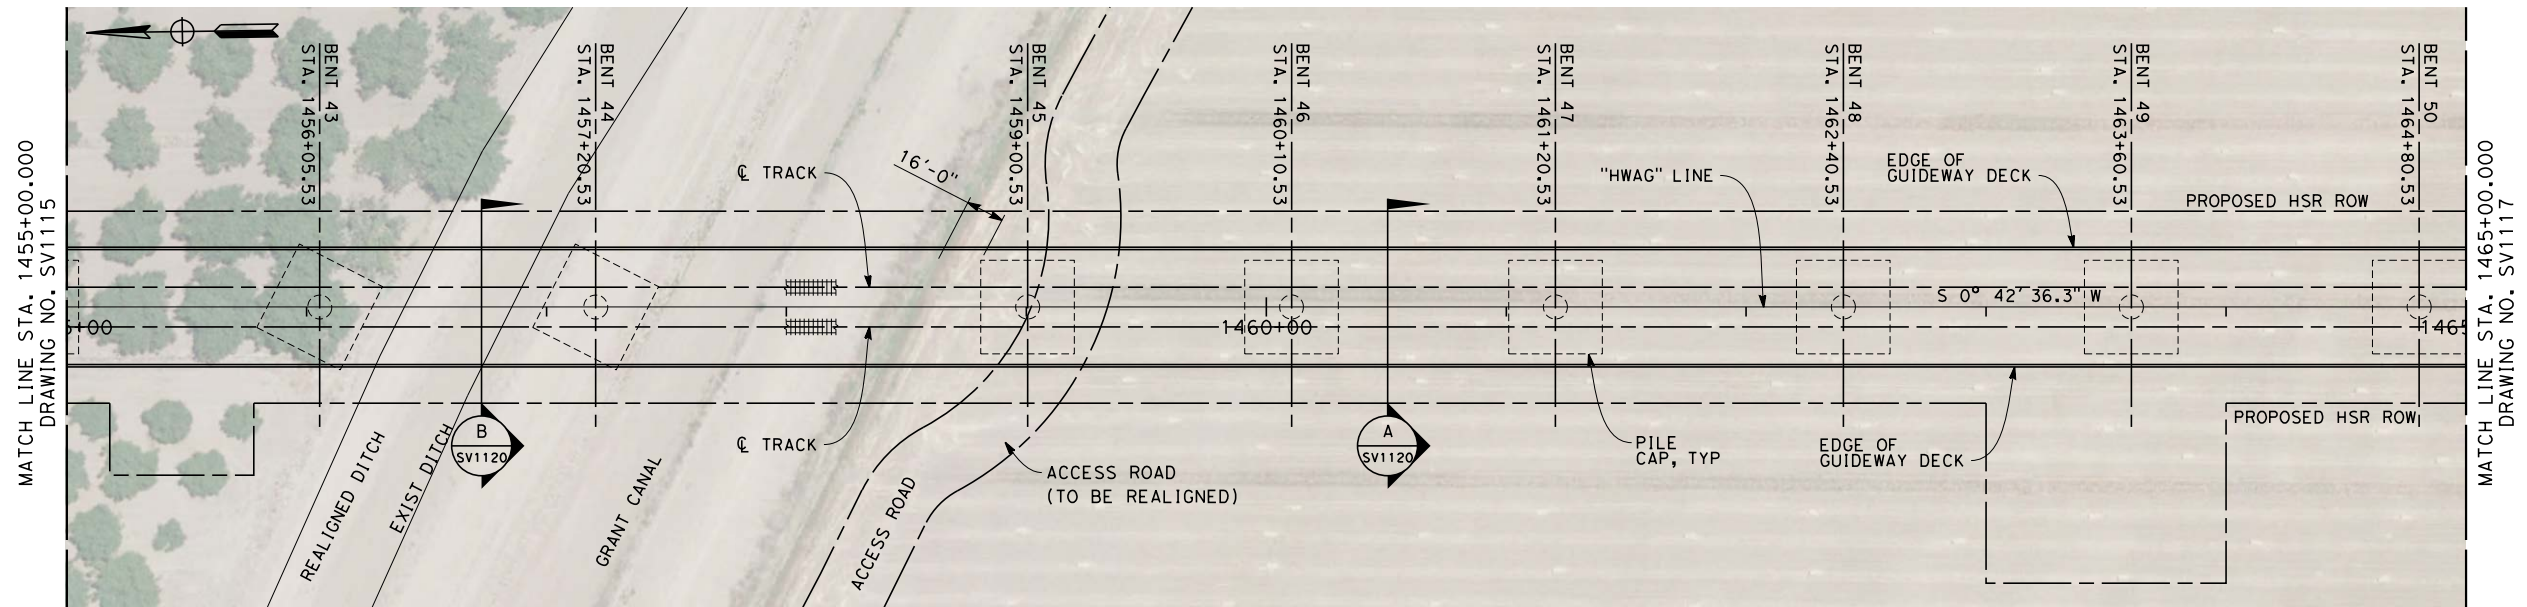 MATCH LINE STA. 1455+00.000
DRAWING NO. SV1115
BENT 43
STA. 1456+05.53
BENT 44
STA. 1457+20.53
BENT 45
STA. 1459+00.53
BENT 46
STA. 1460+10.53
BENT 47
STA. 1461+20.53
BENT 48
STA. 1462+40.53
BENT 49
STA. 1463+60.53
BENT 50
STA. 1464+80.53
℄ TRACK
16'-0"
"HWAG" LINE
EDGE OF
GUIDEWAY DECK
PROPOSED HSR ROW
S 0° 42' 36.3" W
5+00
1460+00
1465
REALIGNED DITCH
EXIST DITCH
B
SV1120
GRANT CANAL
℄ TRACK
ACCESS ROAD
ACCESS ROAD
(TO BE REALIGNED)
A
SV1120
PILE
CAP, TYP
EDGE OF
GUIDEWAY DECK
PROPOSED HSR ROW
MATCH LINE STA. 1465+00.000
DRAWING NO. SV1117